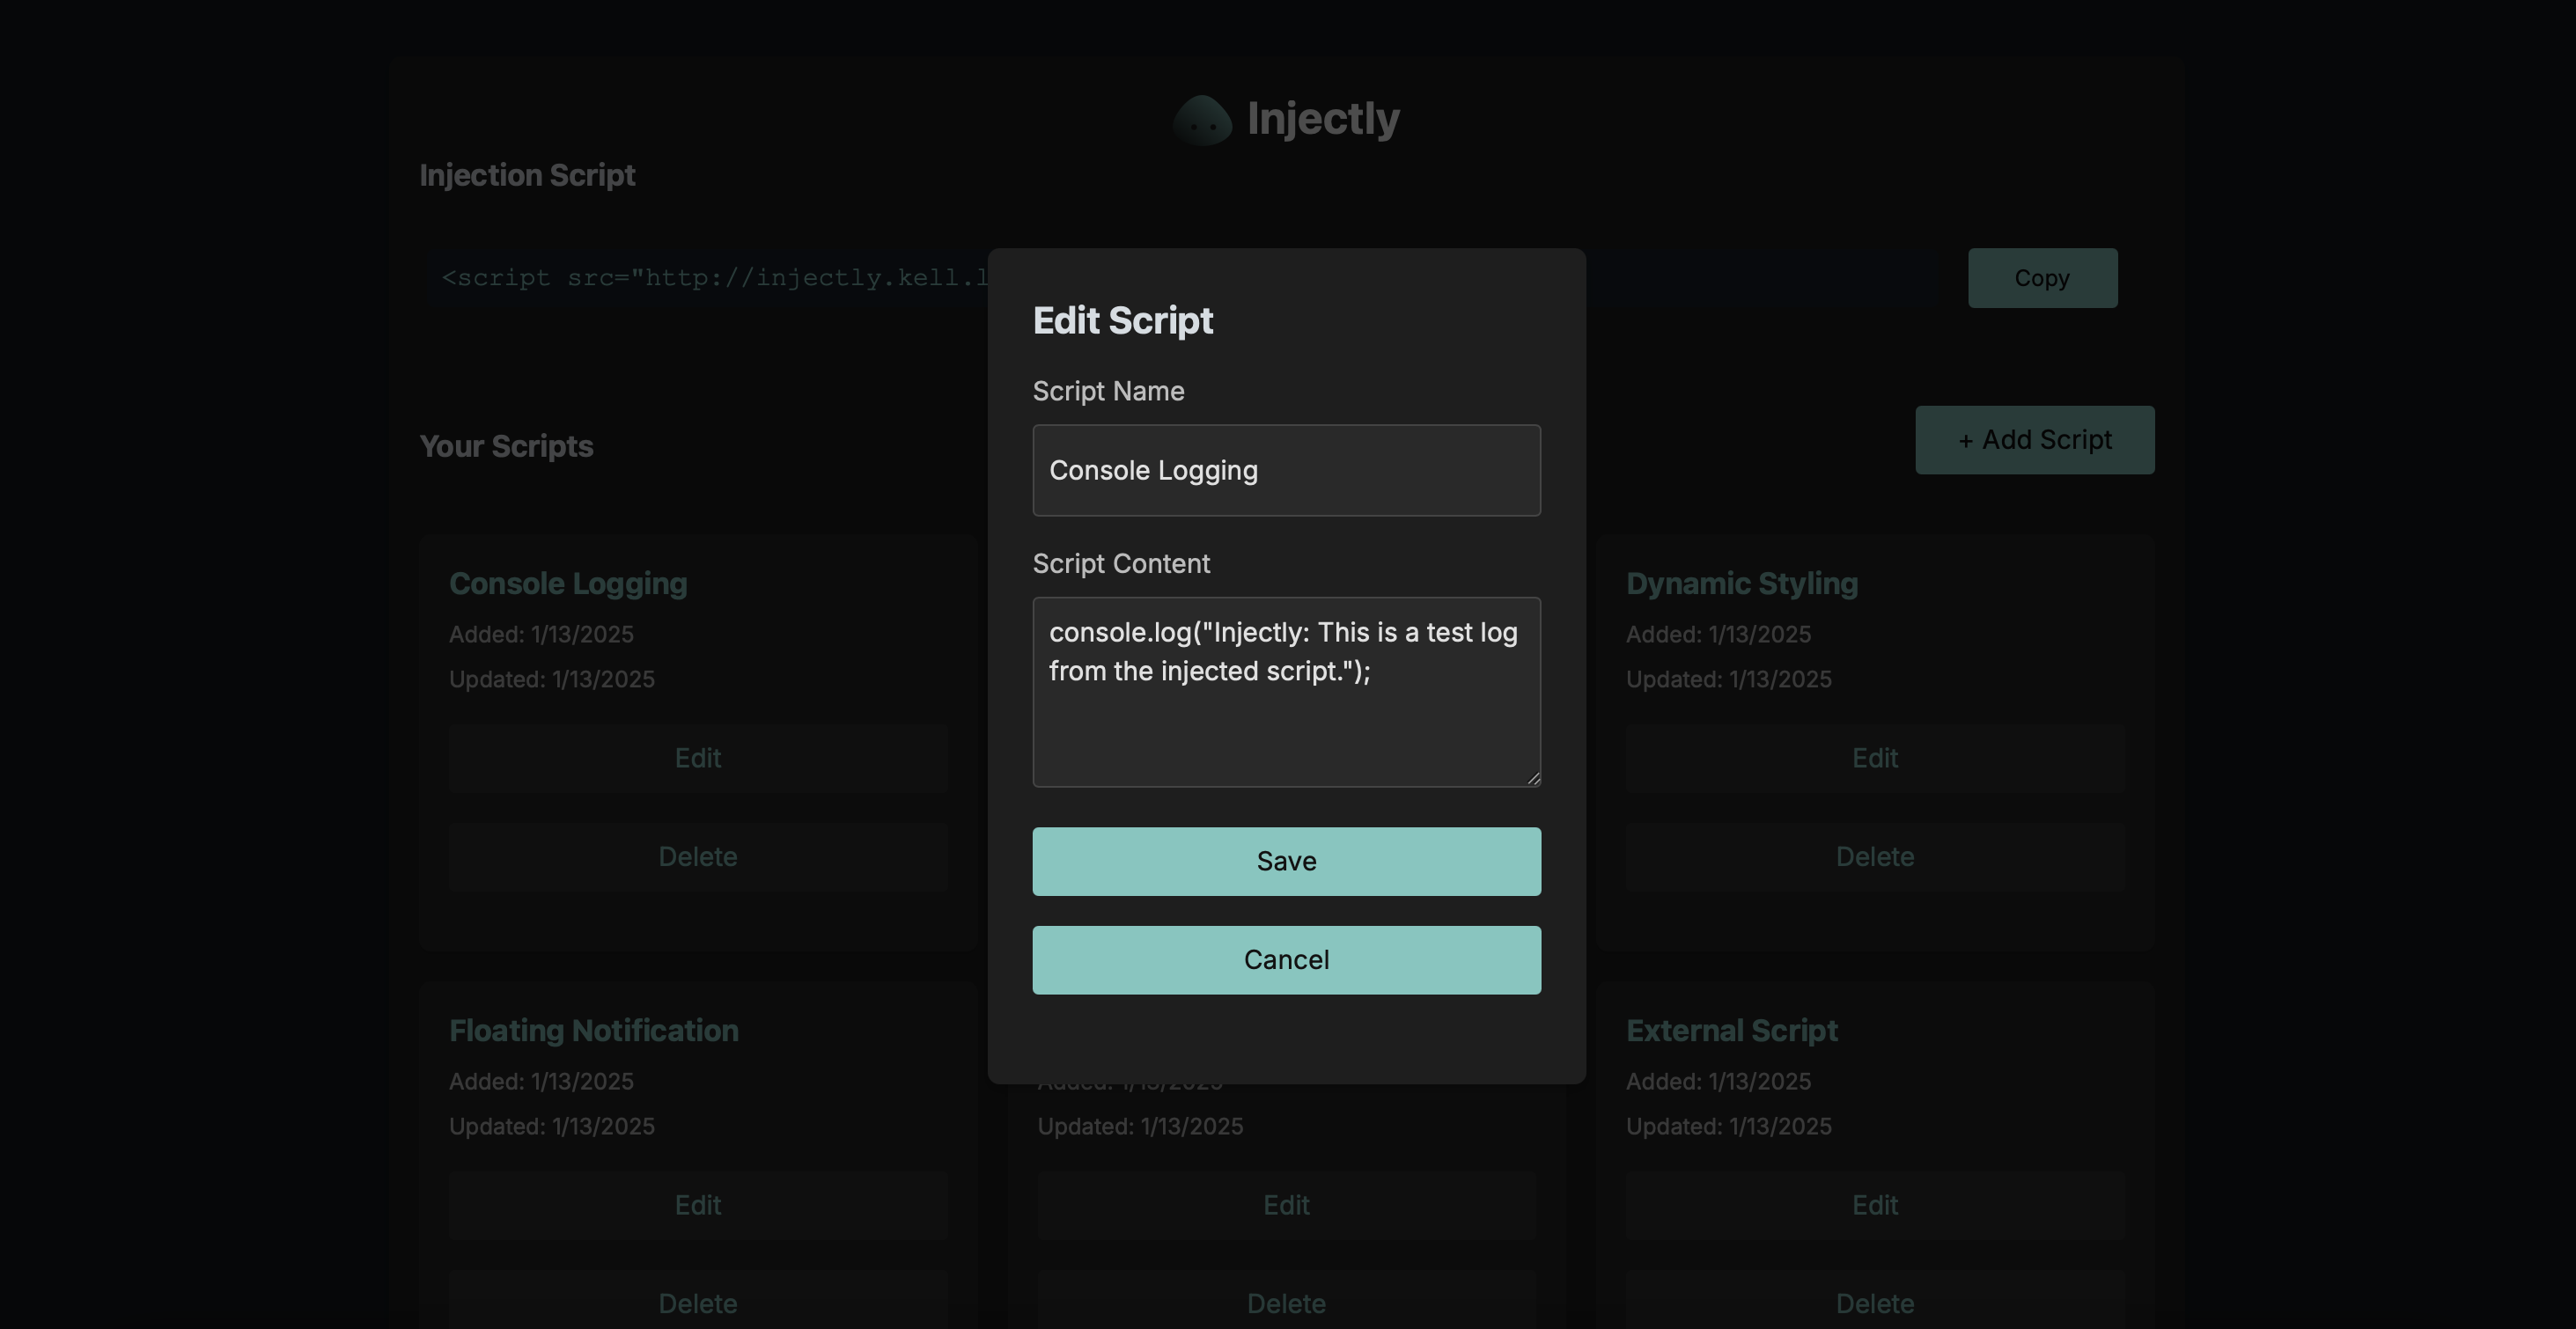 Injectly
Injection Script
<script src="http://injectly.kell.l
Copy
Edit Script
Script Name
Console Logging
Script Content
console.log("Injectly: This is a test log
from the injected script.");
Save
Cancel
Your Scripts
+ Add Script
Console Logging
Added: 1/13/2025
Updated: 1/13/2025
Edit
Delete
Dynamic Styling
Added: 1/13/2025
Updated: 1/13/2025
Edit
Delete
Floating Notification
Added: 1/13/2025
Updated: 1/13/2025
Edit
Delete
Added: 1/13/2025
Updated: 1/13/2025
Edit
Delete
External Script
Added: 1/13/2025
Updated: 1/13/2025
Edit
Delete